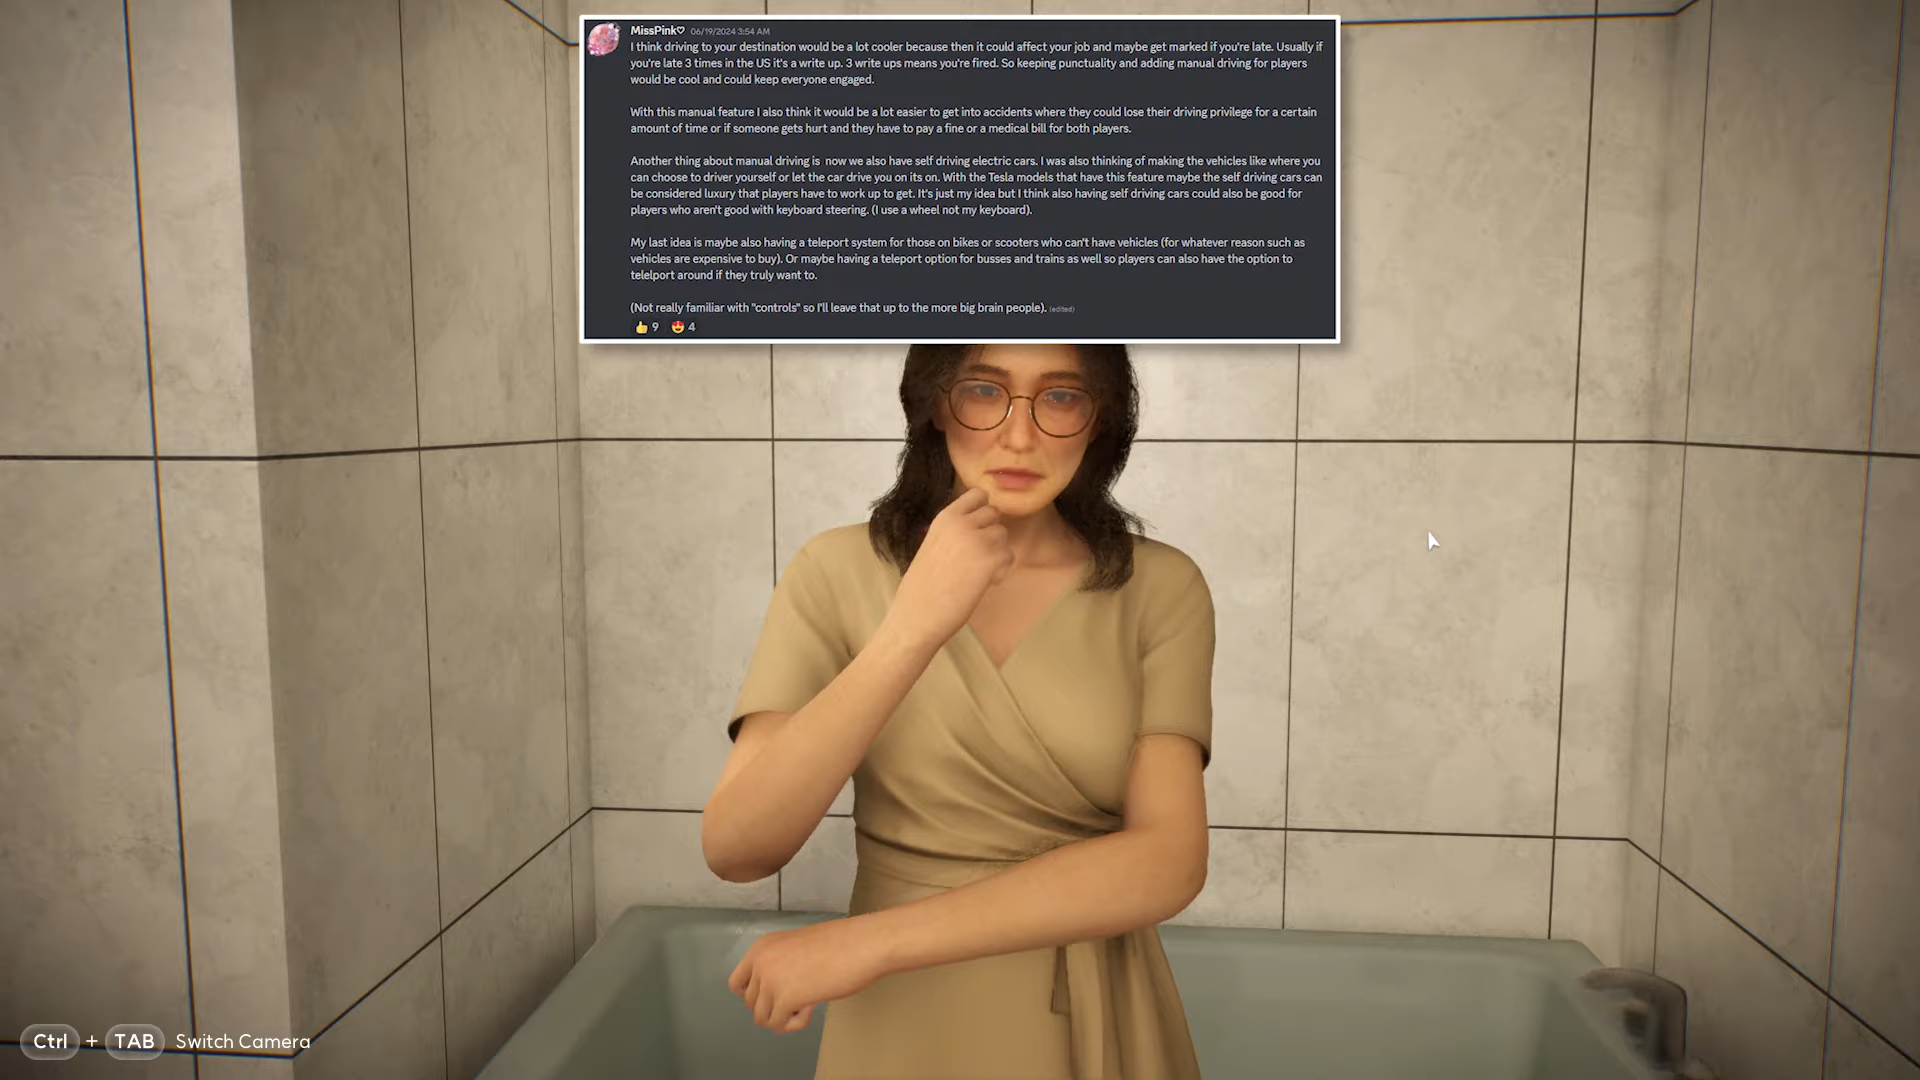 MissPink♡ 06/19/2024 3:54 AM
I think driving to your destination would be a lot cooler because then it could affect your job and maybe get marked if you're late. Usually if
you're late 3 times in the US it's a write up. 3 write ups means you're fired. So keeping punctuality and adding manual driving for players
would be cool and could keep everyone engaged.
With this manual feature I also think it would be a lot easier to get into accidents where they could lose their driving privilege for a certain
amount of time or if someone gets hurt and they have to pay a fine or a medical bill for both players.
Another thing about manual driving is  now we also have self driving electric cars. I was also thinking of making the vehicles like where you
can choose to driver yourself or let the car drive you on its on. With the Tesla models that have this feature maybe the self driving cars can
be considered luxury that players have to work up to get. It's just my idea but I think also having self driving cars could also be good for
players who aren't good with keyboard steering. (I use a wheel not my keyboard).
My last idea is maybe also having a teleport system for those on bikes or scooters who can't have vehicles (for whatever reason such as
vehicles are expensive to buy). Or maybe having a teleport option for busses and trains as well so players can also have the option to
telelport around if they truly want to.
(Not really familiar with "controls" so I'll leave that up to the more big brain people). (edited)
👍 9 😍 4
Ctrl + TAB Switch Camera